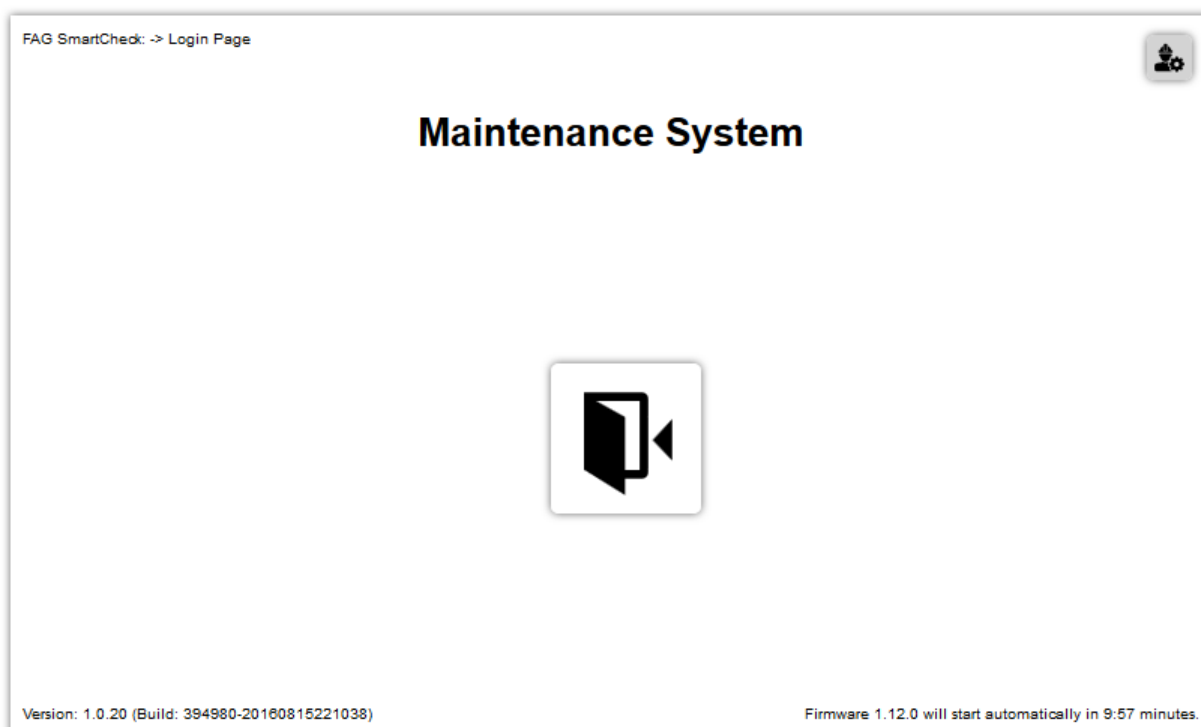 FAG SmartCheck: -> Login Page
Maintenance System
Version: 1.0.20 (Build: 394980-20160815221038)
Firmware 1.12.0 will start automatically in 9:57 minutes.